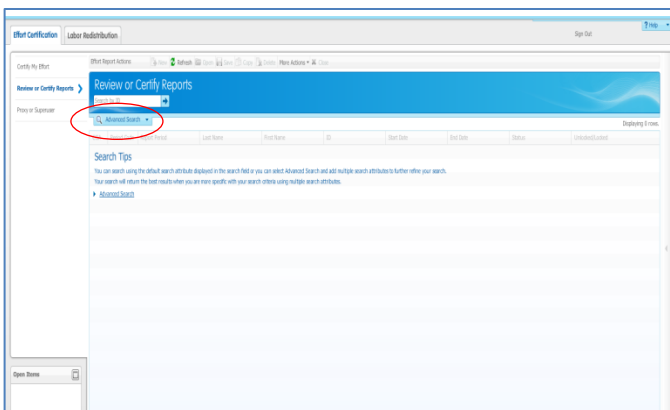 ? Help
Effort Certification
Labor Redistribution
Sign Out
Certify My Effort
Review or Certify Reports
Proxy or Superuser
Effort Report Actions New Refresh Open Save Copy Delete More Actions Close
Review or Certify Reports
Search by ID
Advanced Search
Displaying 0 rows.
Report Period Last Name First Name ID Start Date End Date Status Unlocked/Locked
Search Tips
You can search using the default search attribute displayed in the search field or you can select Advanced Search and add multiple search attributes to further refine your search.
Your search will return the best results when you are more specific with your search criteria using multiple search attributes.
Advanced Search
Open Items